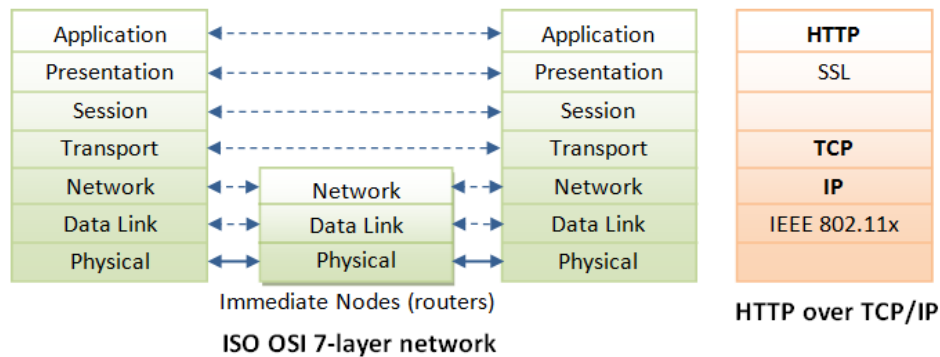 Application
Presentation
Session
Transport
Network
Data Link
Physical
Network
Data Link
Physical
Immediate Nodes (routers)
Application
Presentation
Session
Transport
Network
Data Link
Physical
ISO OSI 7-layer network
HTTP
SSL
TCP
IP
IEEE 802.11x
HTTP over TCP/IP